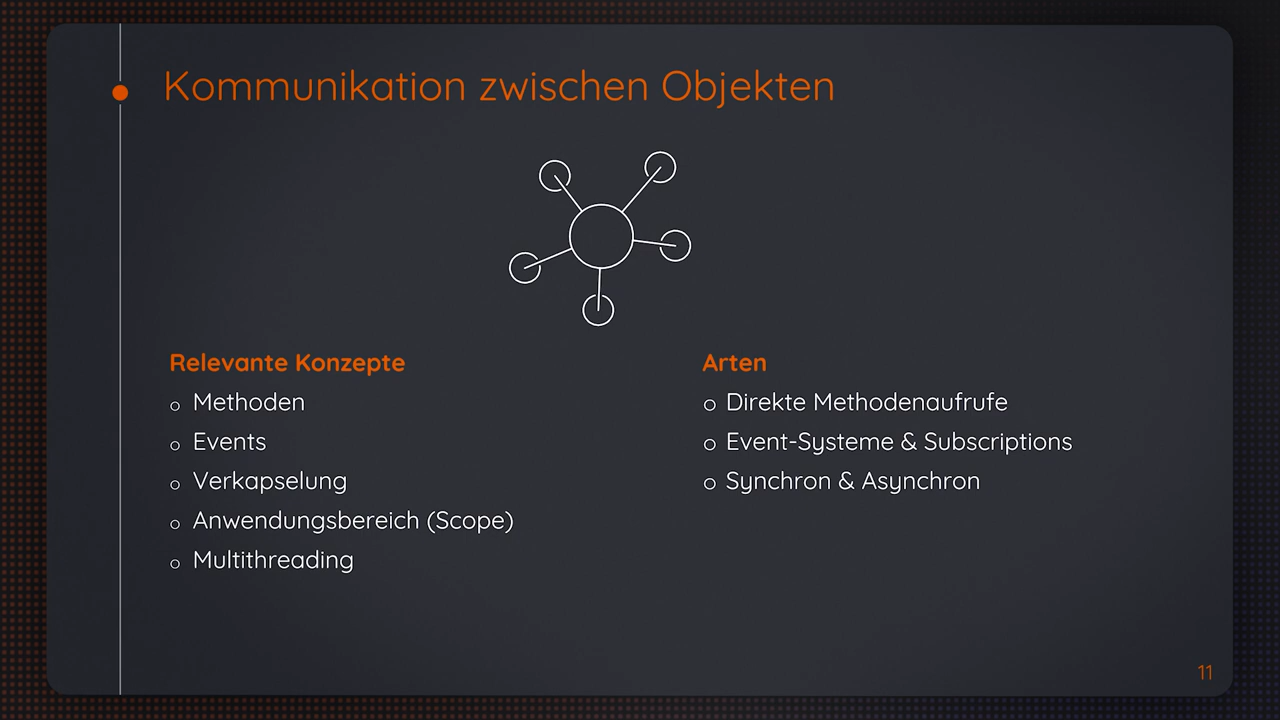 Kommunikation zwischen Objekten
Relevante Konzepte
o Methoden
o Events
o Verkapselung
o Anwendungsbereich (Scope)
o Multithreading
Arten
o Direkte Methodenaufrufe
o Event-Systeme & Subscriptions
o Synchron & Asynchron
11